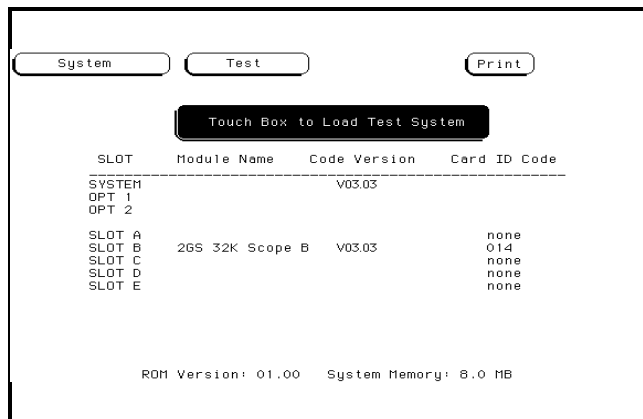 System Test Print
Touch Box to Load Test System
SLOT Module Name Code Version Card ID Code
SYSTEM V03.03
OPT 1
OPT 2
SLOT A none
SLOT B 2GS 32K Scope B V03.03 014
SLOT C none
SLOT D none
SLOT E none
ROM Version: 01.00 System Memory: 8.0 MB